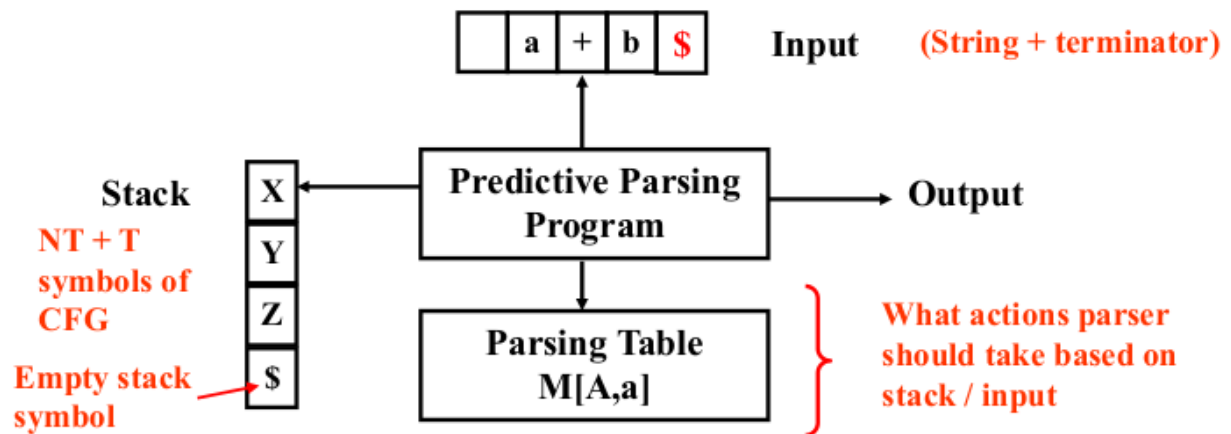 a + b $
Input
(String + terminator)
Stack
X
Y
Z
$
NT + T
symbols of
CFG
Empty stack
symbol
Predictive Parsing
Program
Output
Parsing Table
M[A,a]
What actions parser
should take based on
stack / input